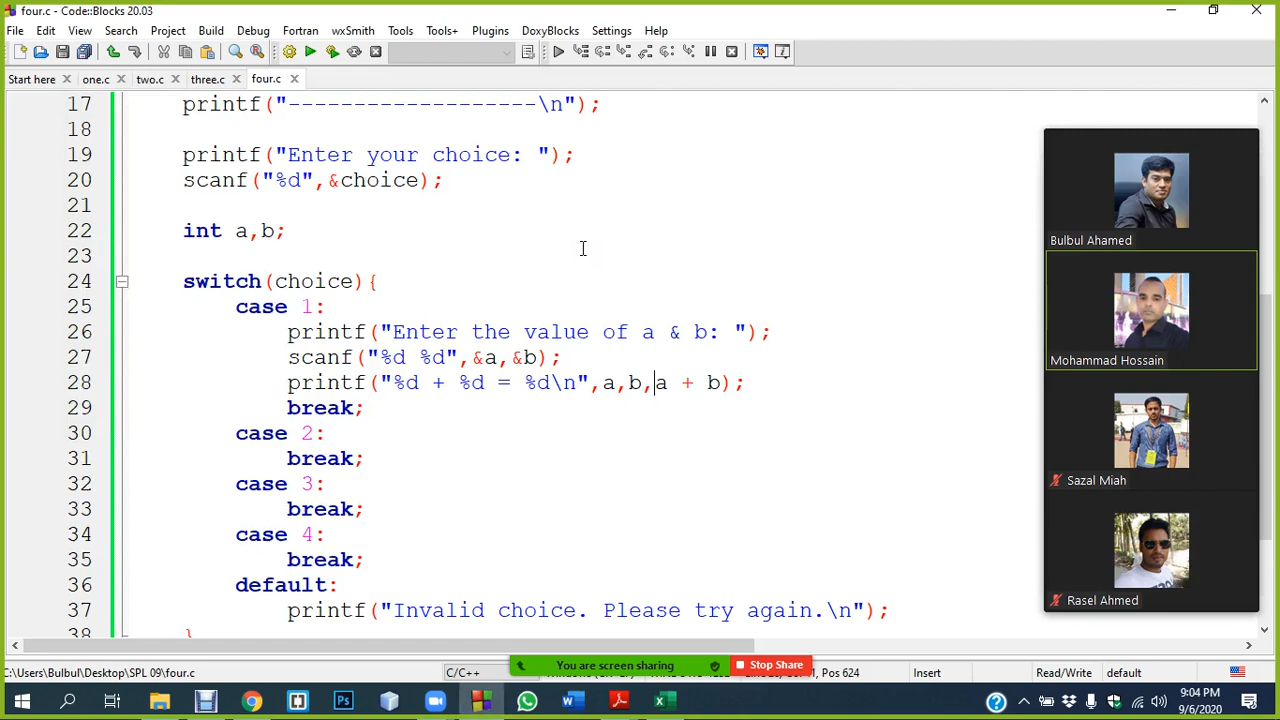 four.c - Code::Blocks 20.03
File Edit View Search Project Build Debug Fortran wxSmith Tools Tools+ Plugins DoxyBlocks Settings Help
Start here one.c two.c three.c four.c
17 printf("-------------------\n");
18
19 printf("Enter your choice: ");
20 scanf("%d",&choice);
21
22 int a,b;
23
24 switch(choice){
25 case 1:
26 printf("Enter the value of a & b: ");
27 scanf("%d %d",&a,&b);
28 printf("%d + %d = %d\n",a,b,a + b);
29 break;
30 case 2:
31 break;
32 case 3:
33 break;
34 case 4:
35 break;
36 default:
37 printf("Invalid choice. Please try again.\n");
38 }
Bulbul Ahamed
Mohammad Hossain
Sazal Miah
Rasel Ahmed
C:\Users\Bulbul\Desktop\SPL 09\four.c C/C++ Pos 624 Insert Read/Write default
You are screen sharing Stop Share
9:04 PM
9/6/2020